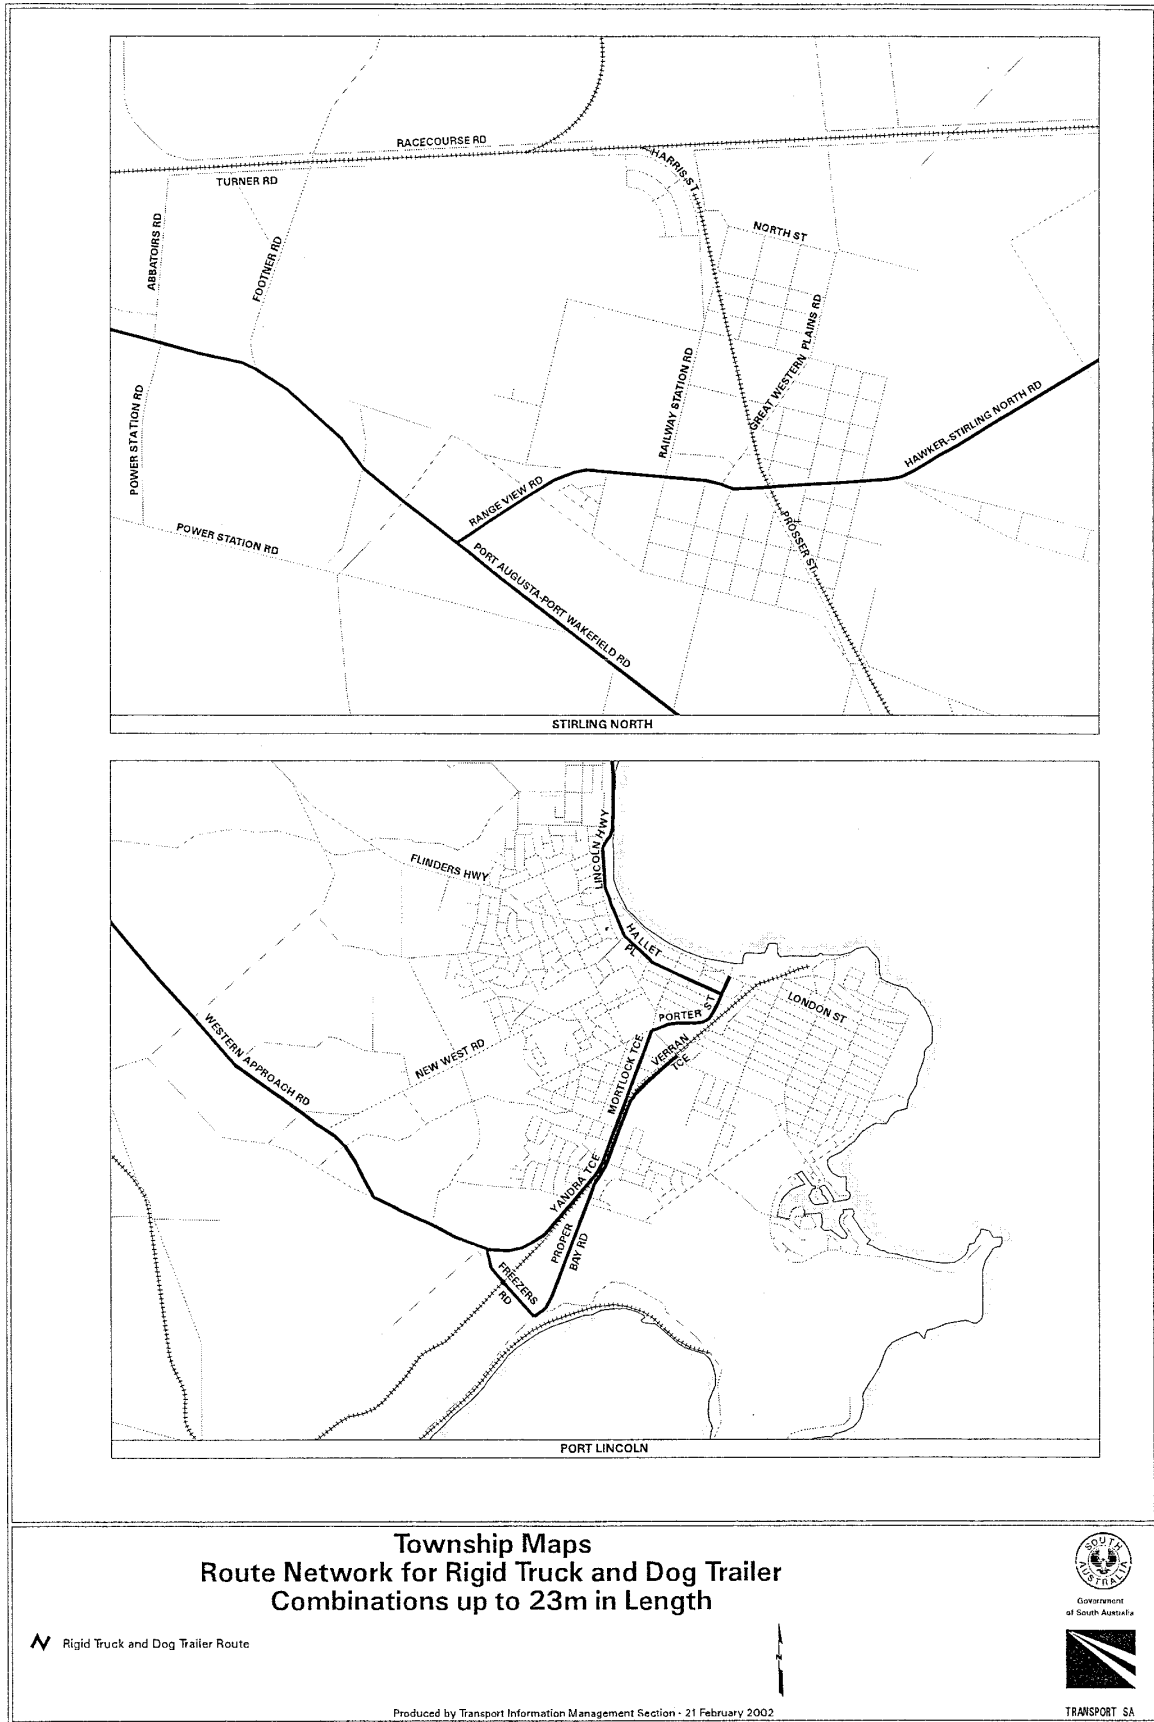 RACECOURSE RD
TURNER RD
HARRIS ST
NORTH ST
ABBATOIRS RD
FOOTNER RD
GREAT WESTERN PLAINS RD
RAILWAY STATION RD
HAWKER-STIRLING NORTH RD
POWER STATION RD
RANGE VIEW RD
POWER STATION RD
PROSSER ST
PORT AUGUSTA-PORT WAKEFIELD RD
STIRLING NORTH
LINCOLN HWY
FLINDERS HWY
HALLET
PL
LONDON ST
PORTER ST
WESTERN APPROACH RD
NEW WEST RD
MORTLOCK TCE
VERRAN
TCE
YANDRA TCE
PROPER
BAY RD
FREEZERS
RD
PORT LINCOLN
Township Maps
Route Network for Rigid Truck and Dog Trailer
Combinations up to 23m in Length
Rigid Truck and Dog Trailer Route
N
Produced by Transport Information Management Section - 21 February 2002
SOUTH
AUSTRALIA
Government
of South Australia
TRANSPORT SA